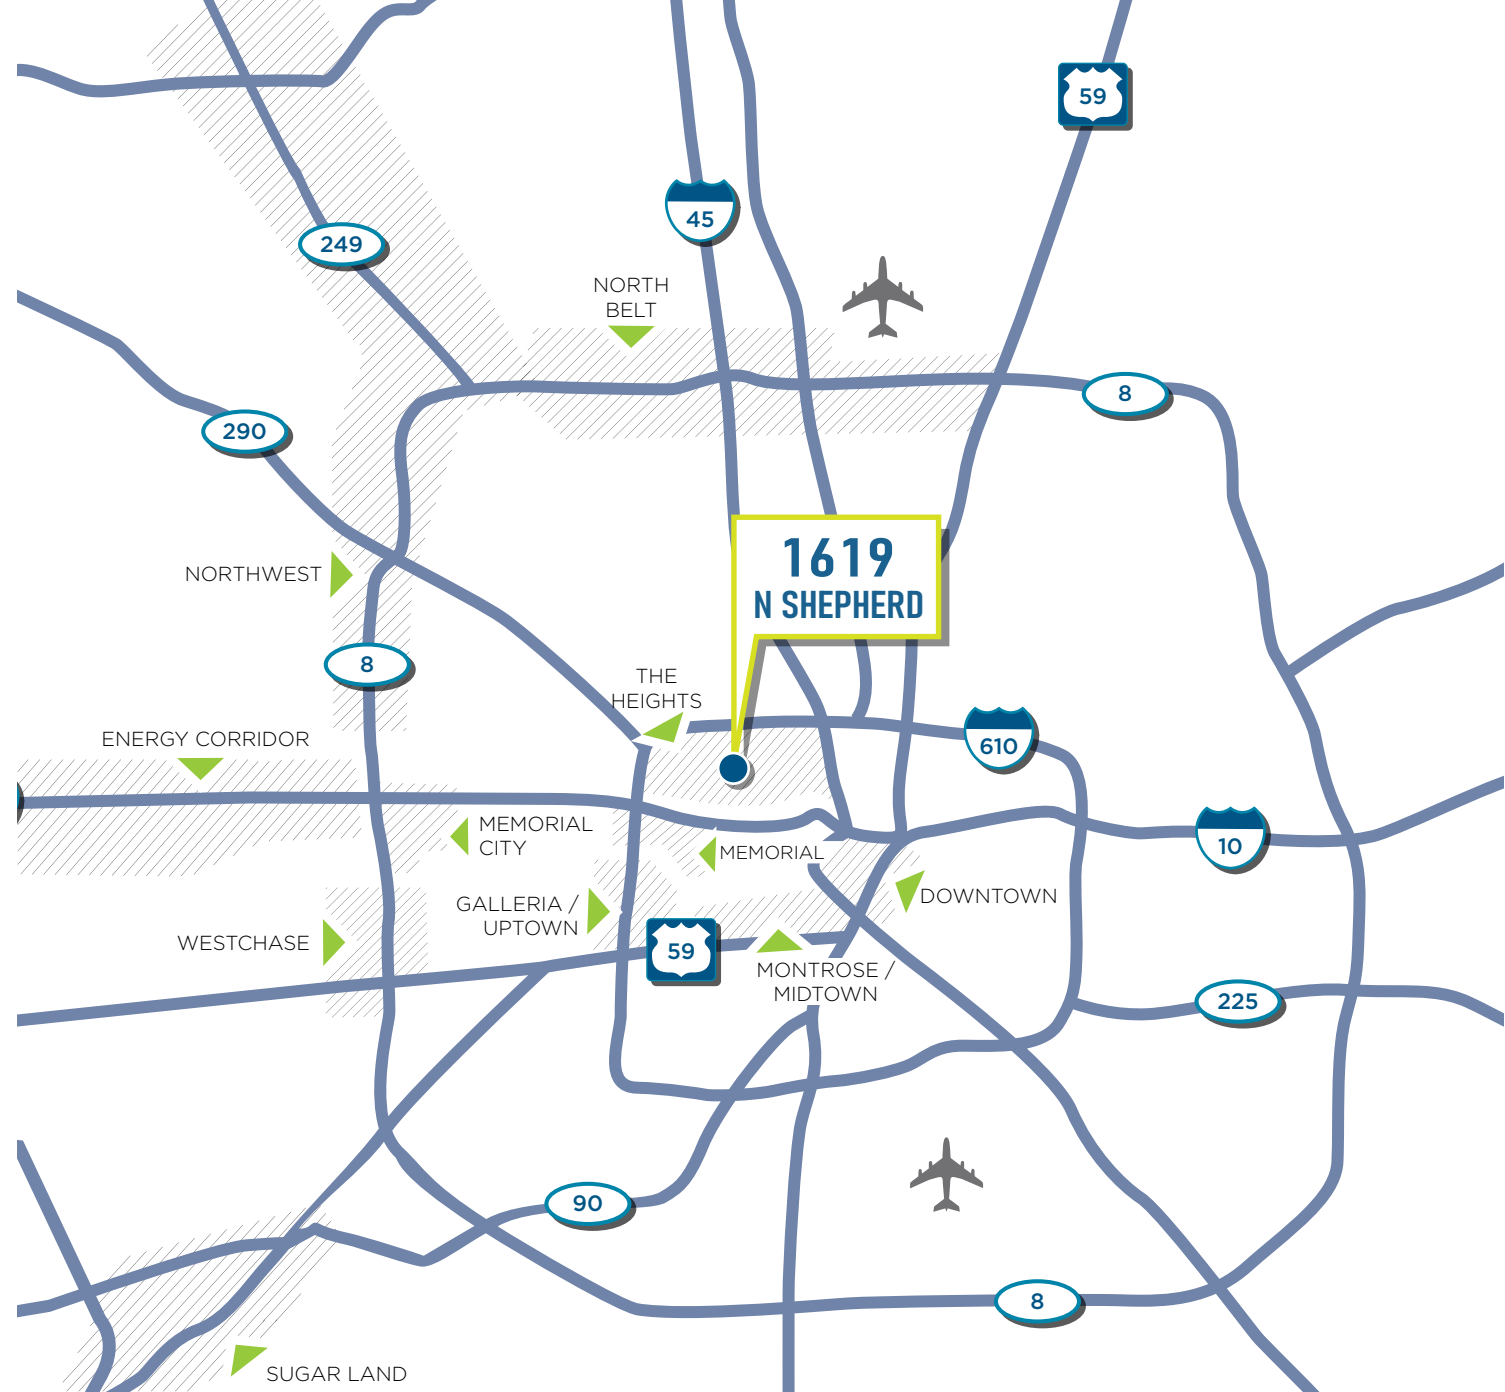 59
45
249
NORTH
BELT
8
290
1619
N SHEPHERD
NORTHWEST
8
THE
HEIGHTS
ENERGY CORRIDOR
610
MEMORIAL
CITY
MEMORIAL
10
DOWNTOWN
GALLERIA /
UPTOWN
WESTCHASE
59
MONTROSE /
MIDTOWN
225
90
8
SUGAR LAND